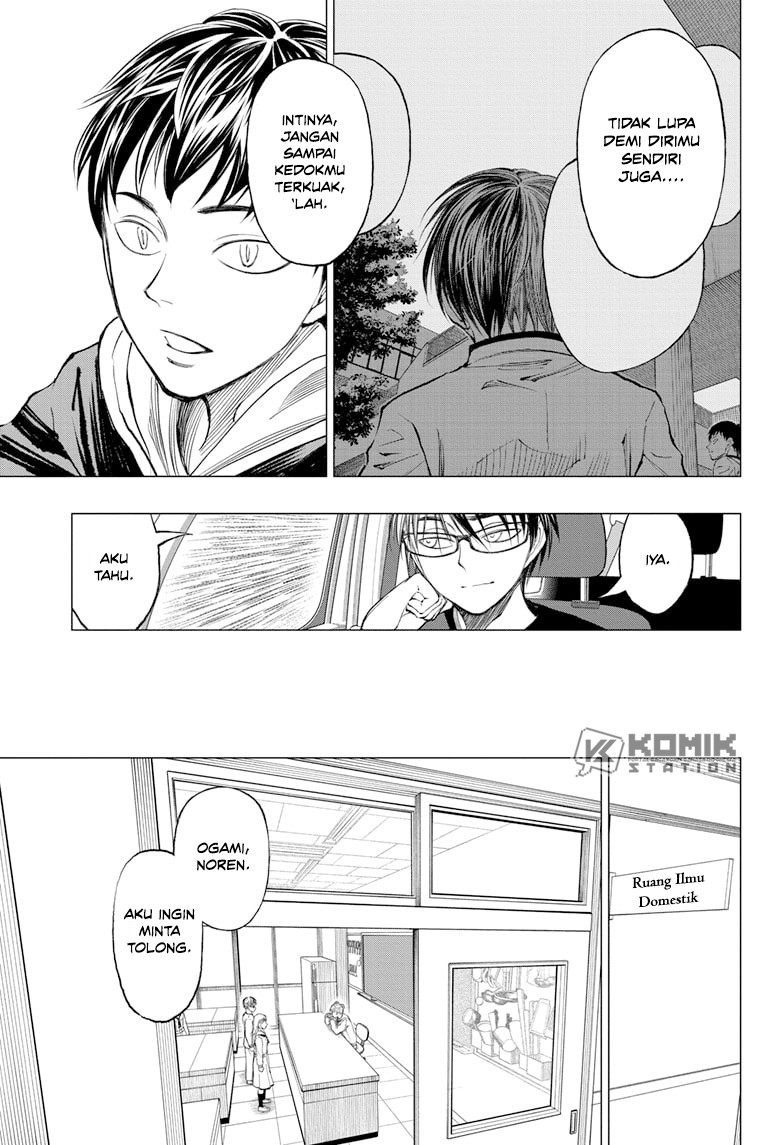 TIDAK LUPA
DEMI DIRIMU
SENDIRI
JUGA....
INTINYA,
JANGAN
SAMPAI
KEDOKMU
TERKUAK,
'LAH.
IYA.
AKU
TAHU.
KOMIK
STATION
Ruang Ilmu
Domestik
OGAMI,
NOREN.
AKU INGIN
MINTA
TOLONG.